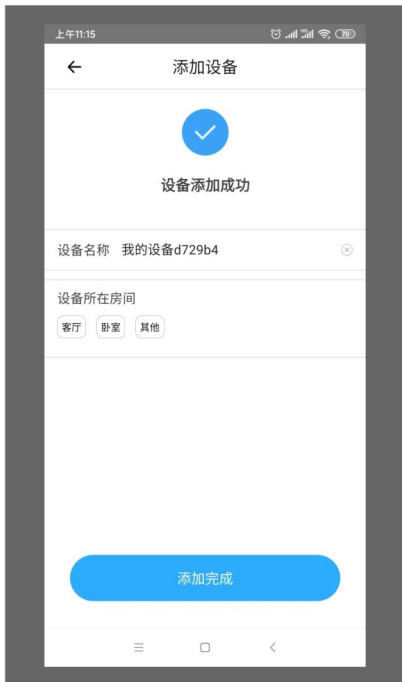 上午11:15
70
添加设备
设备添加成功
设备名称 我的设备d729b4
设备所在房间
客厅 卧室 其他
添加完成